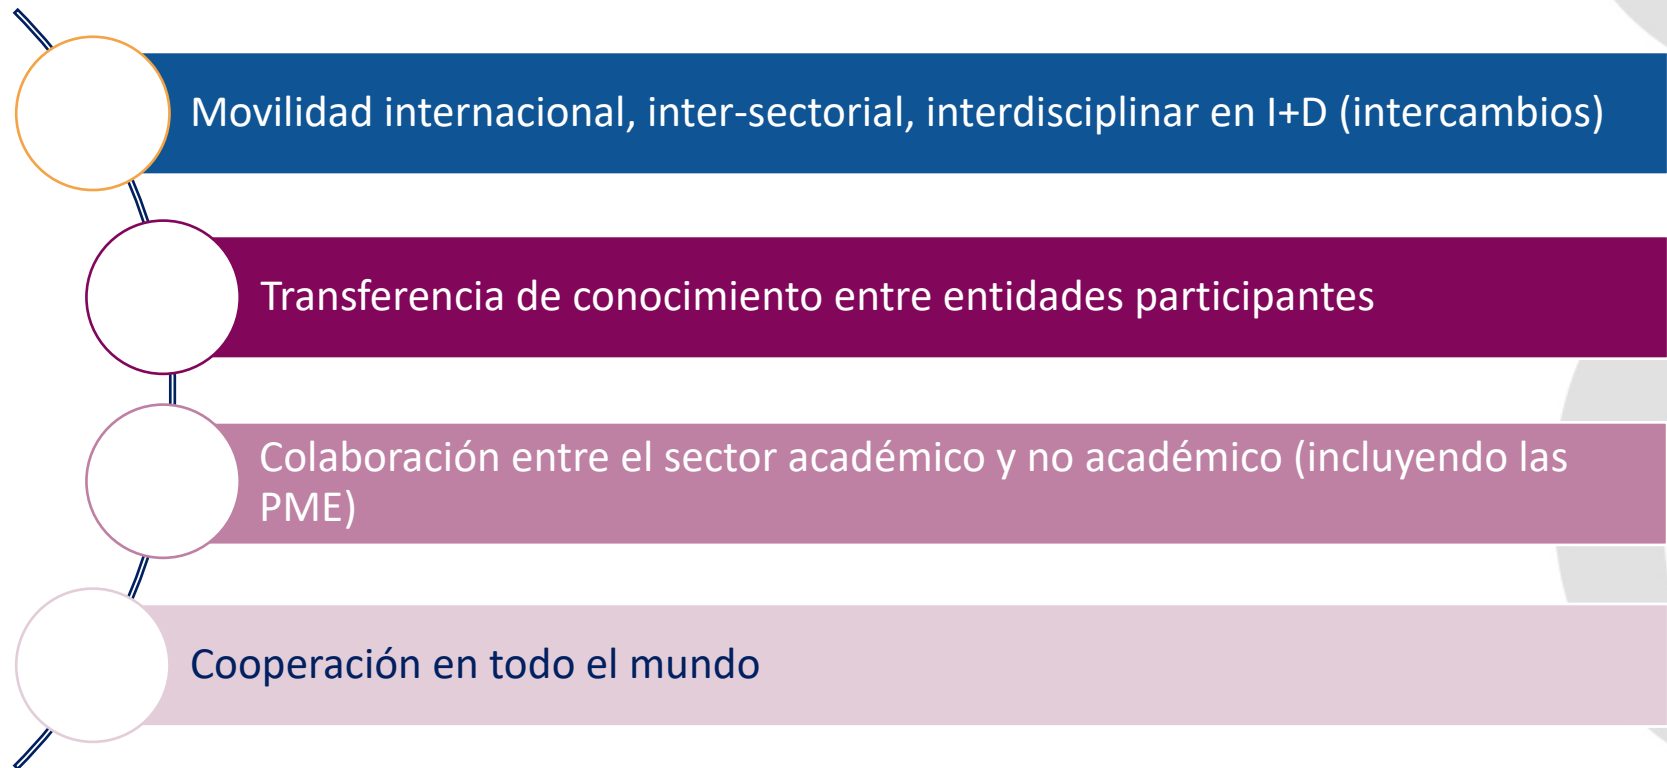 Movilidad internacional, inter-sectorial, interdisciplinar en I+D (intercambios)
Transferencia de conocimiento entre entidades participantes
Colaboración entre el sector académico y no académico (incluyendo las
PME)
Cooperación en todo el mundo